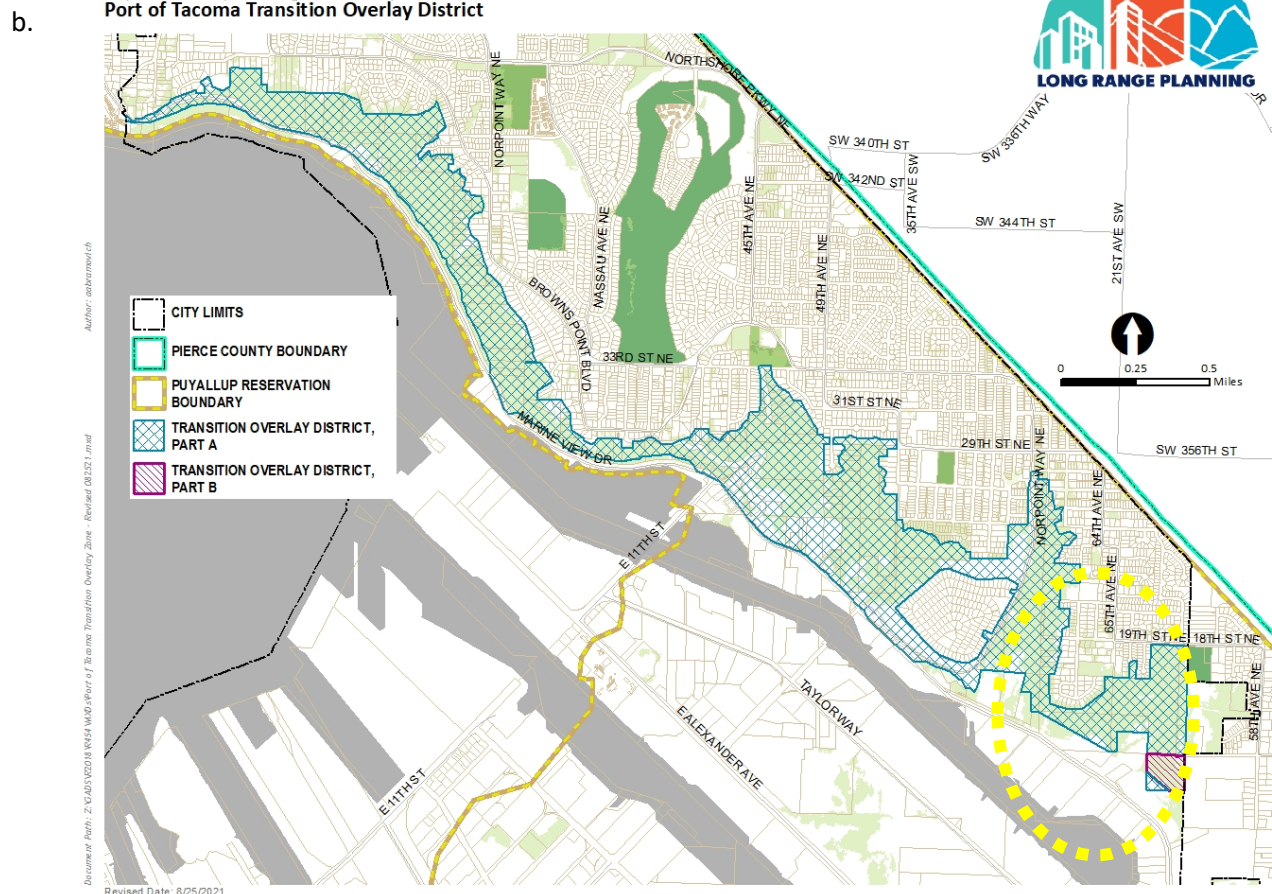 b.
Port of Tacoma Transition Overlay District
LONG RANGE PLANNING
NORTHSHORE PKWY NE
NORPOINT WAY NE
SW 340TH ST
SW 336TH WAY
DR
SW 342ND ST
35TH AVE SW
SW 344TH ST
21ST AVE SW
45TH AVE NE
49TH AVE NE
NASSAU AVE NE
BROWNS POINT BLVD
CITY LIMITS
PIERCE COUNTY BOUNDARY
PUYALLUP RESERVATION
BOUNDARY
TRANSITION OVERLAY DISTRICT,
PART A
TRANSITION OVERLAY DISTRICT,
PART B
0 0.25 0.5
Miles
33RD ST NE
31ST ST NE
MARINE VIEW DR
29TH ST NE
NORPOINT WAY NE
SW 356TH ST
64TH AVE NE
E 11TH ST
65TH AVE NE
19TH ST NE
18TH ST NE
58TH AVE NE
TAYLOR WAY
E ALEXANDER AVE
E 11TH ST
Author: aabramovich
Revised Date: 8/25/2021